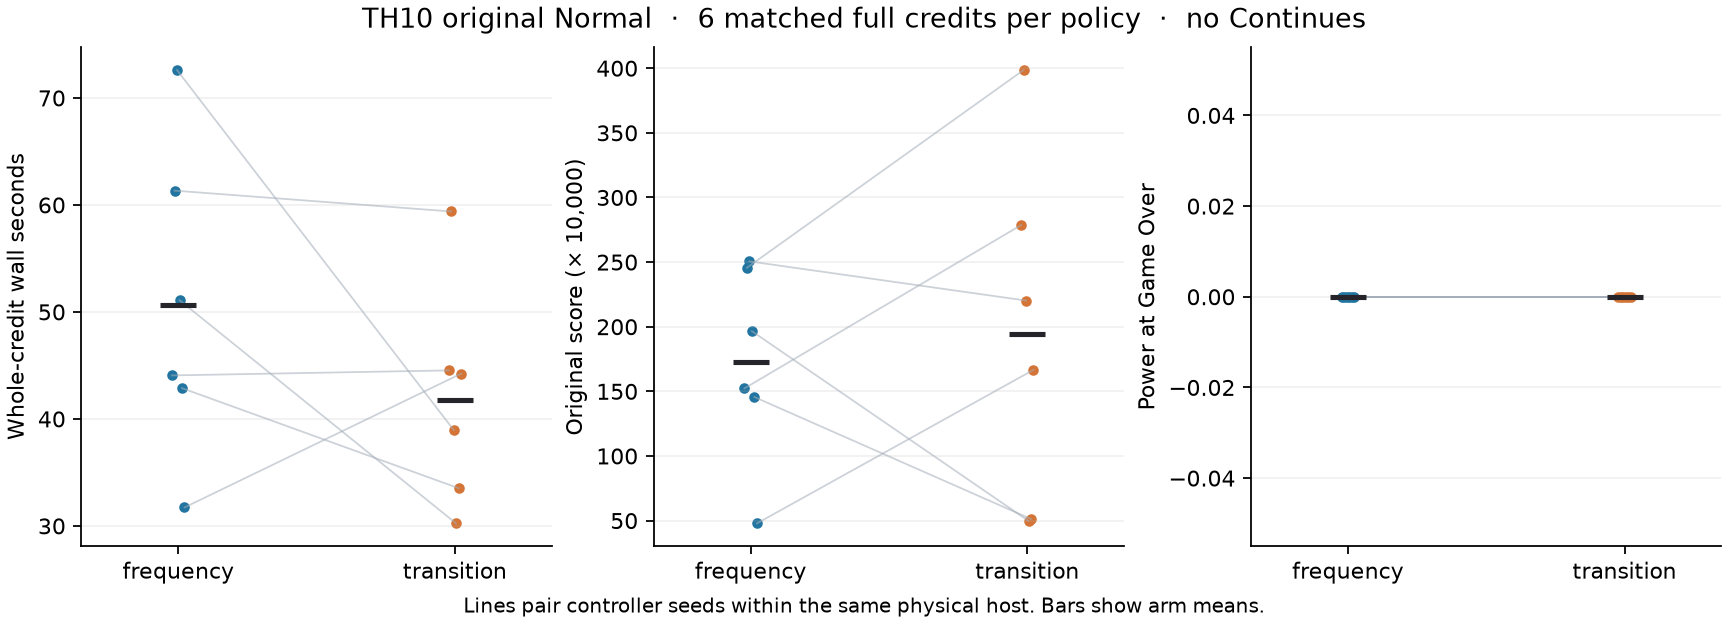 TH10 original Normal · 6 matched full credits per policy · no Continues
Whole-credit wall seconds
70
60
50
40
30
frequency
transition
Original score (× 10,000)
400
350
300
250
200
150
100
50
frequency
transition
Power at Game Over
0.04
0.02
0.00
−0.02
−0.04
frequency
transition
Lines pair controller seeds within the same physical host. Bars show arm means.